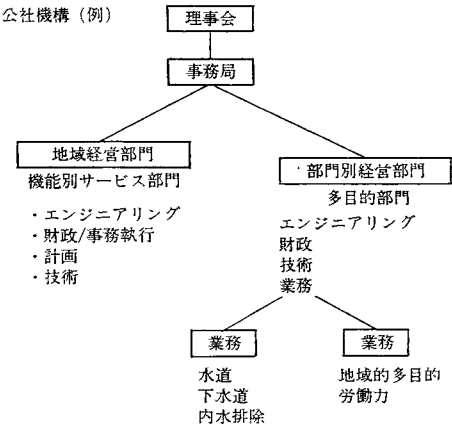 公社機構（例）
理事会
事務局
地域経営部門
機能別サービス部門
・エンジニアリング
・財政/事務執行
・計画
・技術
部門別経営部門
多目的部門
エンジニアリング
財政
技術
業務
業務
水道
下水道
内水排除
業務
地域的多目的
労働力